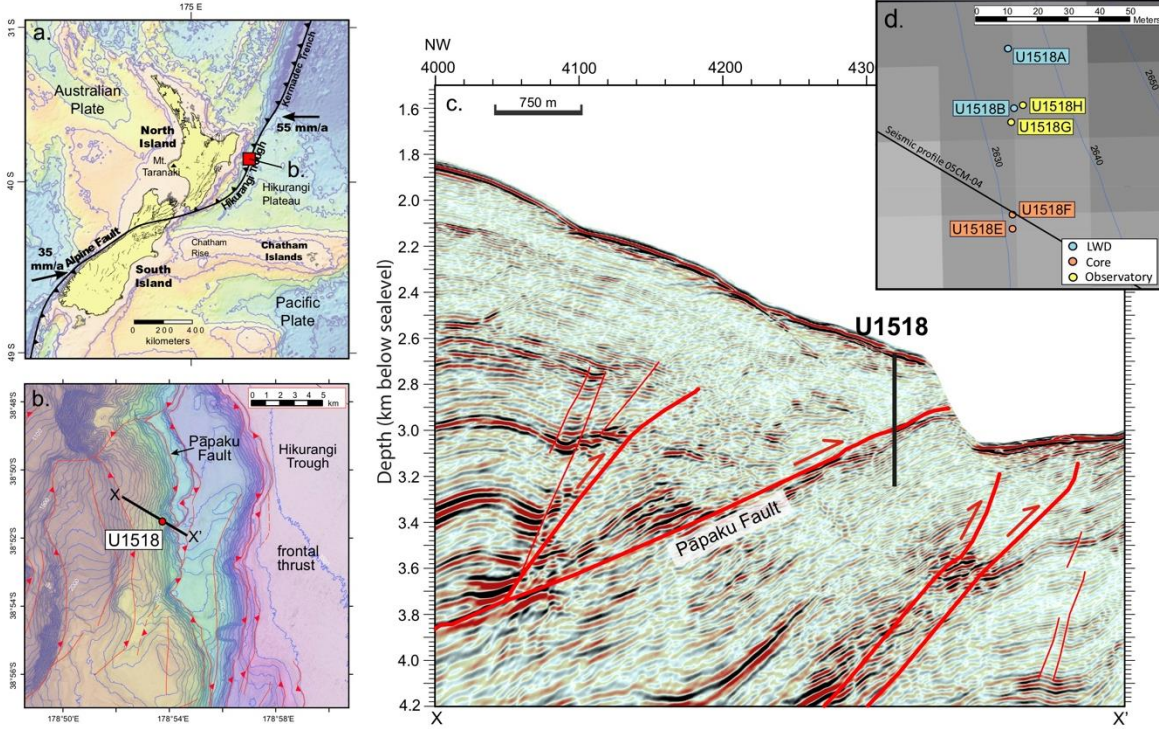 a.
175 E
31 S
40 S
49 S
Australian
Plate
North
Island
Mt.
Taranaki
Kermadec Trench
55 mm/a
b.
Hikurangi Trough
Hikurangi
Plateau
35
mm/a
Alpine Fault
Chatham
Rise
Chatham
Islands
South
Island
Pacific
Plate
0 200 400
kilometers
b.
0 1 2 3 4 5
km
38°48'S
38°50'S
38°52'S
38°54'S
38°56'S
Pāpaku
Fault
Hikurangi
Trough
X
X'
U1518
frontal
thrust
178°50'E
178°54'E
178°58'E
NW
4000
4100
4200
c.
750 m
Depth (km below sealevel)
1.6
1.8
2.0
2.2
2.4
2.6
2.8
3.0
3.2
3.4
3.6
3.8
4.0
4.2
U1518
Pāpaku Fault
X
X'
d.
0 10 20 30 40 50
Meters
U1518A
U1518B
U1518H
U1518G
2630
2640
2650
Seismic profile 05CM-04
U1518F
U1518E
LWD
Core
Observatory